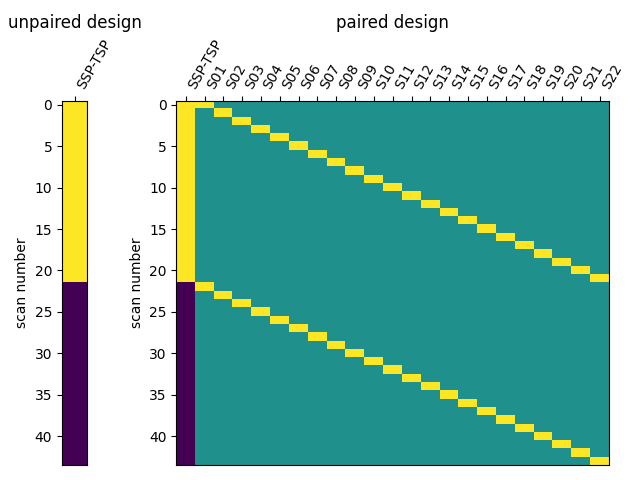 unpaired design
paired design
SSP-TSP
SSP-TSP
S01
S02
S03
S04
S05
S06
S07
S08
S09
S10
S11
S12
S13
S14
S15
S16
S17
S18
S19
S20
S21
S22
scan number
0
5
10
15
20
25
30
35
40
scan number
0
5
10
15
20
25
30
35
40